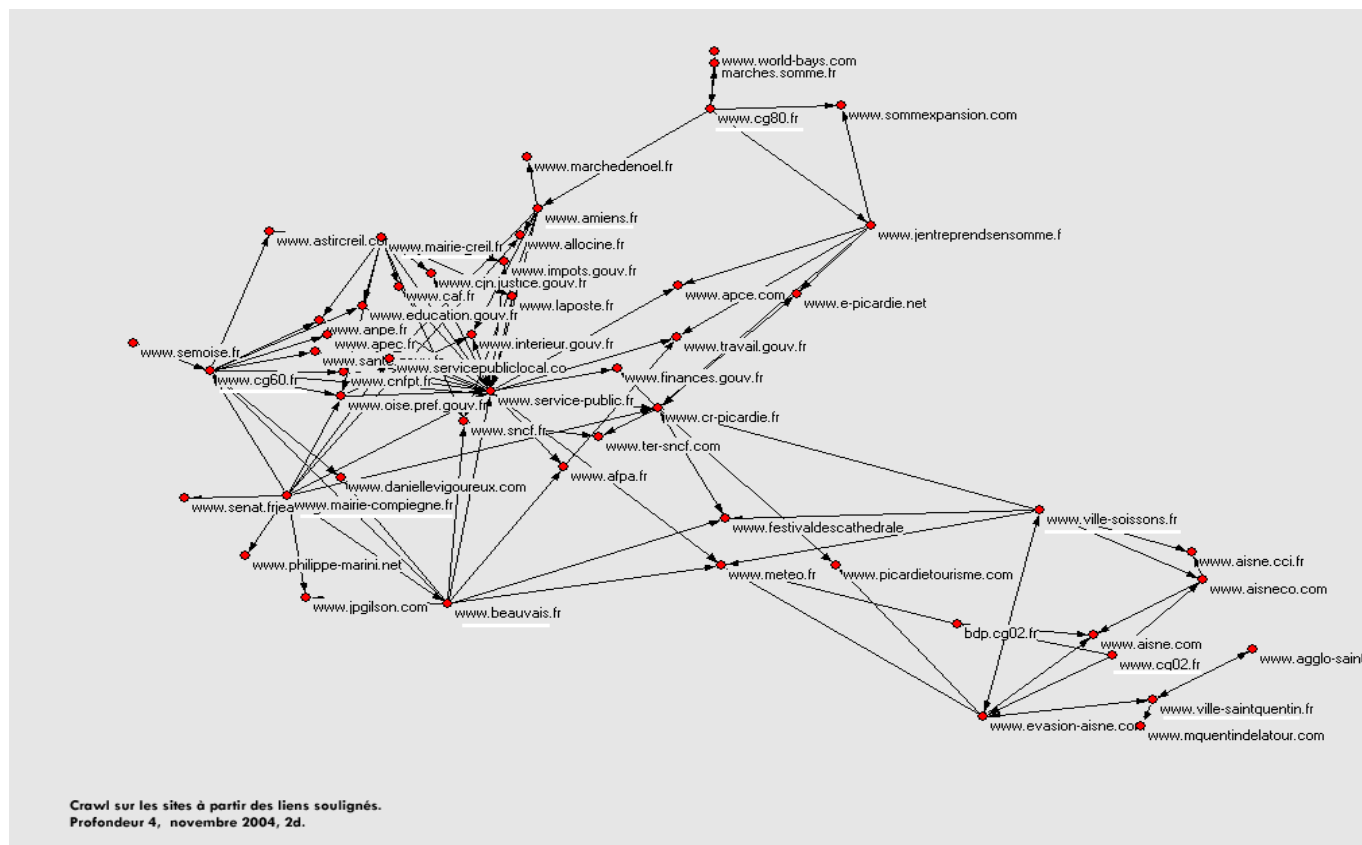 www.world-bays.com
marches.somme.fr
www.cg80.fr
www.sommexpansion.com
www.marchedenoel.fr
www.amiens.fr
www.jentreprendsensomme.f
www.astircreil.co
www.mairie-creil.fr
www.allocine.fr
www.impots.gouv.fr
www.cjn.justice.gouv.fr
www.caf.fr
www.apce.com
www.e-picardie.net
www.laposte.fr
www.education.gouv.fr
www.anpe.fr
www.apec.fr
www.interieur.gouv.fr
www.travail.gouv.fr
www.semoise.fr
www.servicepubliclocal.co
www.cg60.fr
www.cnfpt.fr
www.finances.gouv.fr
www.service-public.fr
www.oise.pref.gouv.fr
www.cr-picardie.fr
www.sncf.fr
www.ter-sncf.com
www.afpa.fr
www.daniellevigoureux.com
www.senat.frjea
www.mairie-compiegne.fr
www.festivaldescathedrale
www.ville-soissons.fr
www.philippe-marini.net
www.aisne.cci.fr
www.meteo.fr
www.picardietourisme.com
www.aisneco.com
www.jpgilson.com
www.beauvais.fr
bdp.cg02.fr
www.aisne.com
www.cg02.fr
www.agglo-saint
www.ville-saintquentin.fr
www.evasion-aisne.com
www.mquentindelatour.com
Crawl sur les sites à partir des liens soulignés.
Profondeur 4, novembre 2004, 2d.